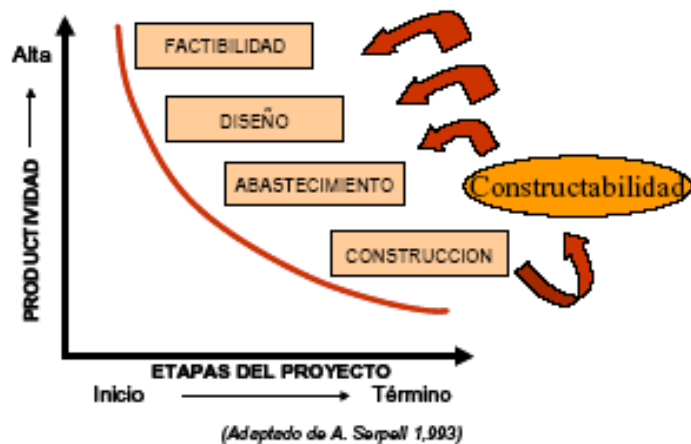 Alta
PRODUCTIVIDAD
FACTIBILIDAD
DISEÑO
ABASTECIMIENTO
Constructabilidad
CONSTRUCCION
ETAPAS DEL PROYECTO
Inicio
Término
(Adaptado de A. Serpell 1,993)